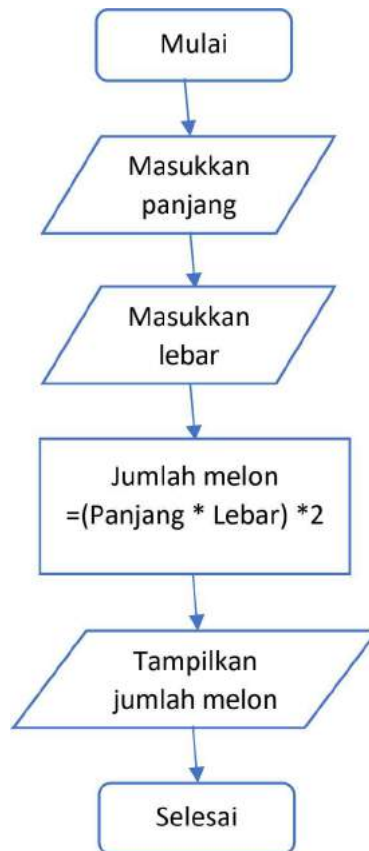 Mulai
Masukkan
panjang
Masukkan
lebar
Jumlah melon
=(Panjang * Lebar) *2
Tampilkan
jumlah melon
Selesai